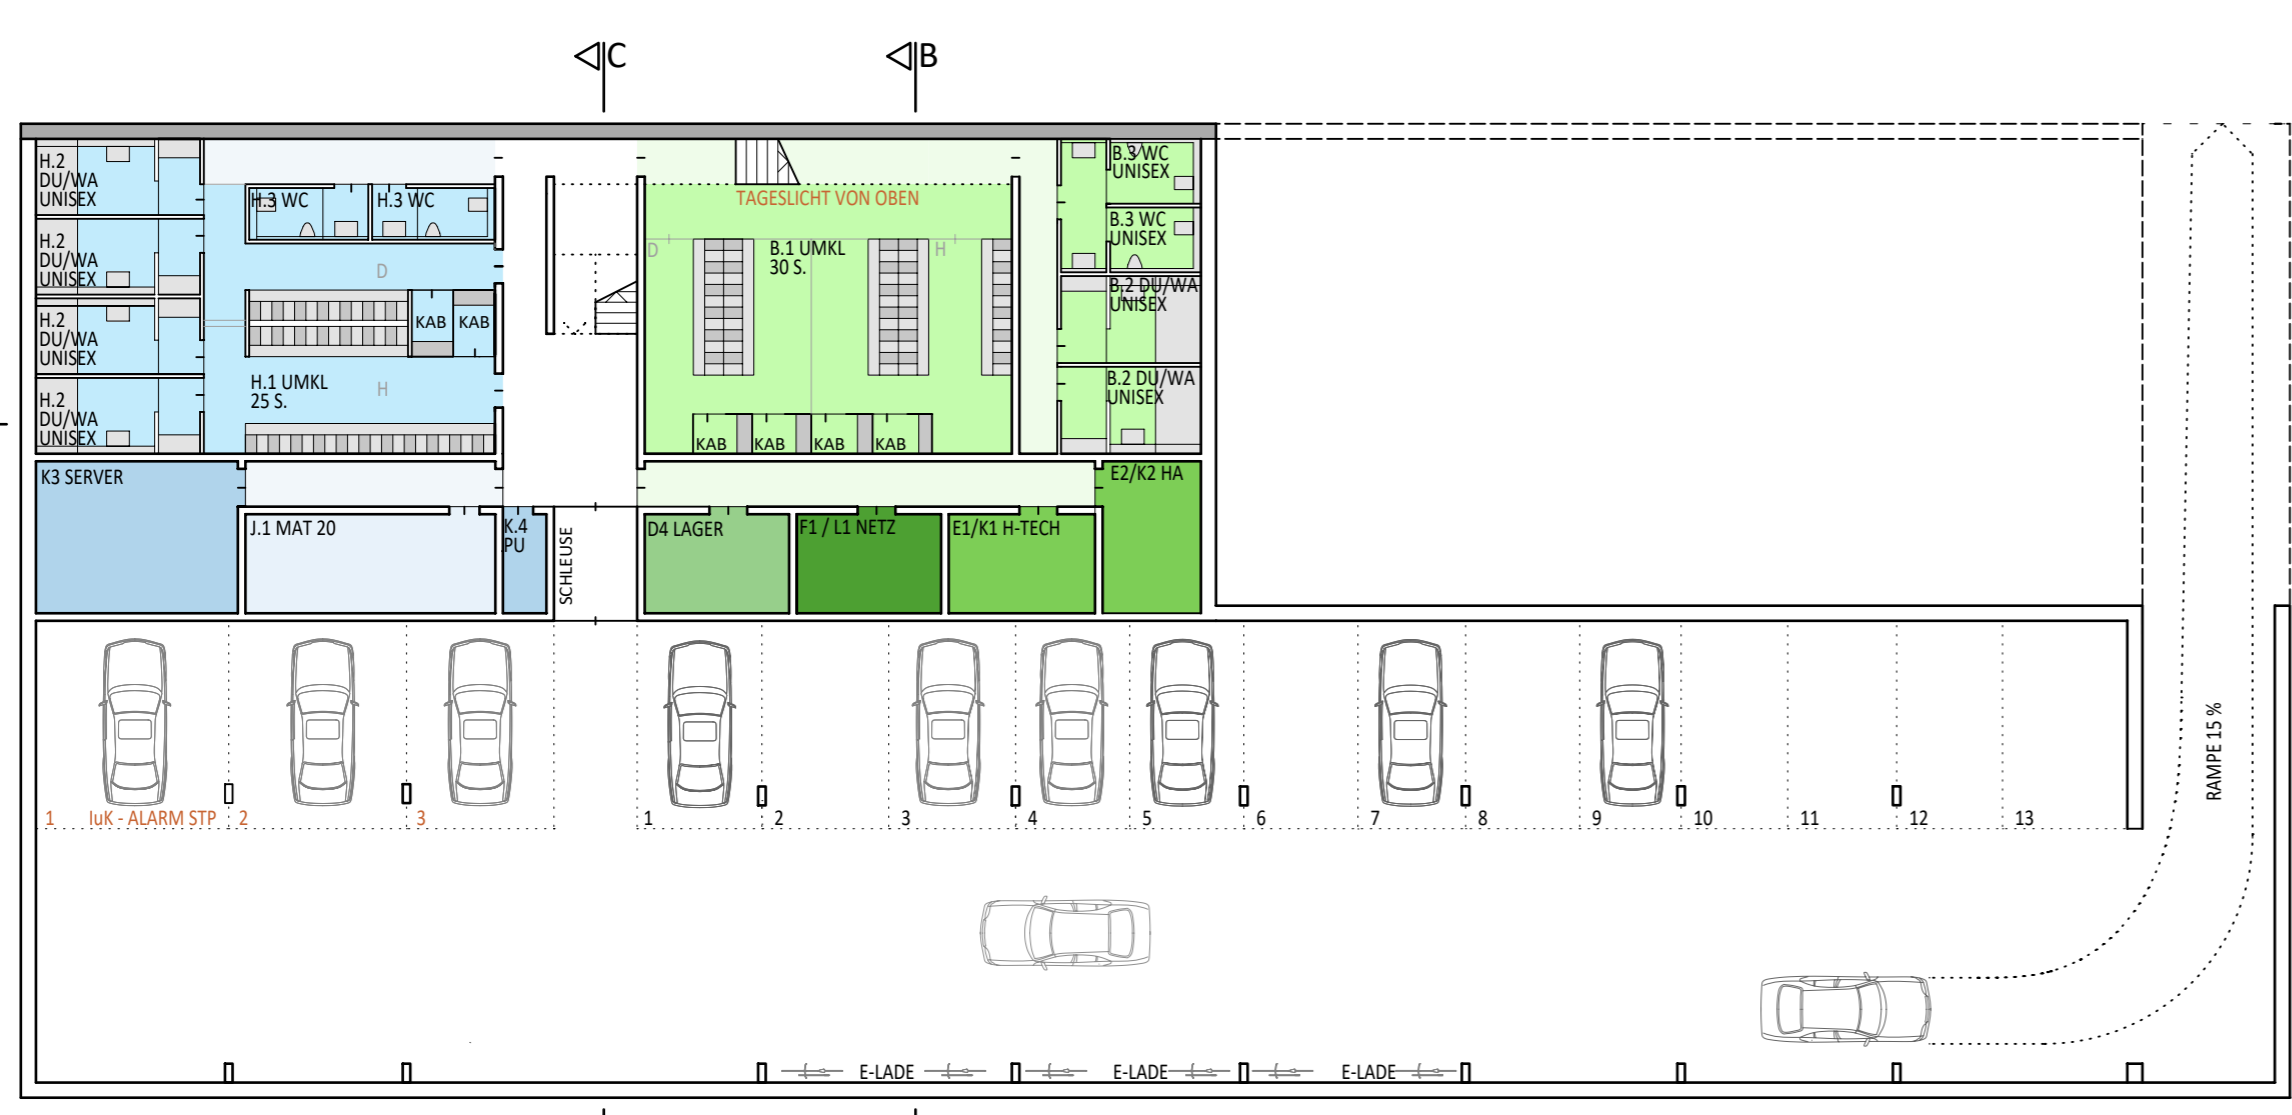 C
B
H.2
DU/WA
UNISEX
H.3 WC
H.3 WC
TAGESLICHT VON OBEN
B.3 WC
UNISEX
H.2
DU/WA
UNISEX
D
D
B.1 UMKL
30 S.
H
B.3 WC
UNISEX
H.2
DU/WA
UNISEX
KAB
KAB
B.2 DU/WA
UNISEX
H.1 UMKL
25 S.
H
H.2
DU/WA
UNISEX
KAB
KAB
KAB
KAB
B.2 DU/WA
UNISEX
K3 SERVER
J.1 MAT 20
K.4
PU
SCHLEUSE
D4 LAGER
F1 / L1 NETZ
E1/K1 H-TECH
E2/K2 HA
RAMPE 15 %
1
IuK - ALARM STP
2
3
1
2
3
4
5
6
7
8
9
10
11
12
13
E-LADE
E-LADE
E-LADE